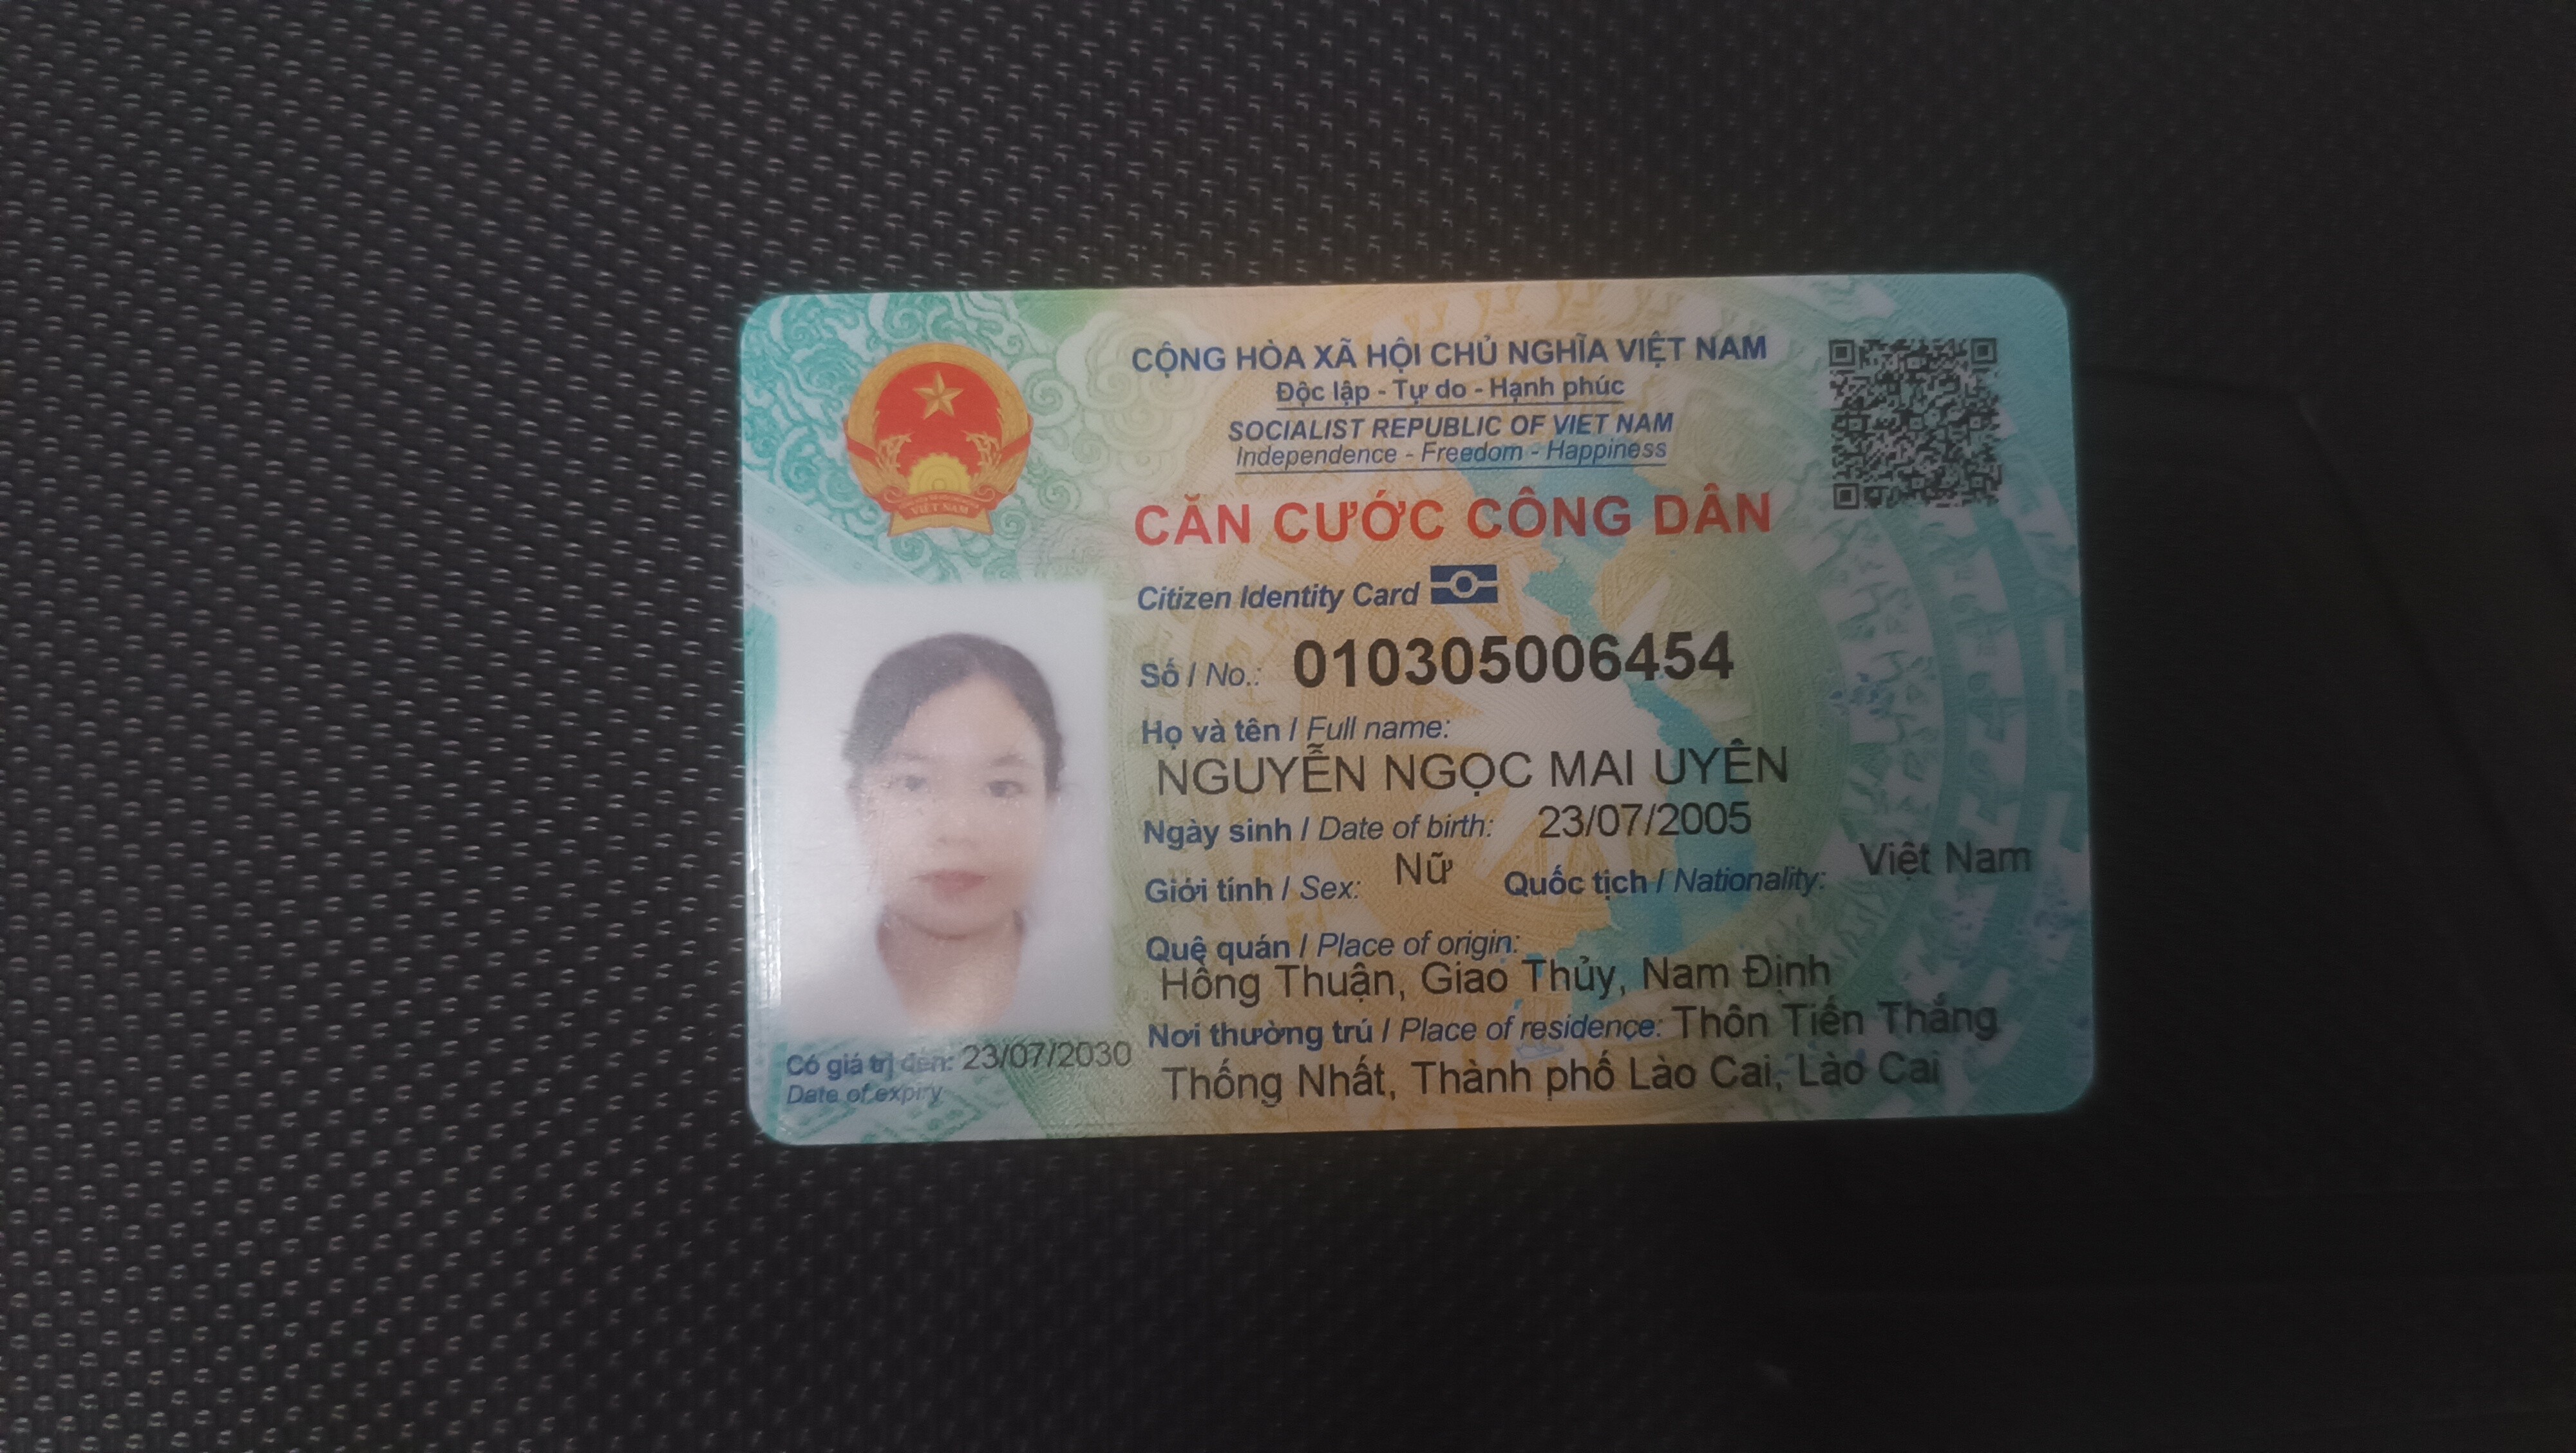 CỘNG HÒA XÃ HỘI CHỦ NGHĨA VIỆT NAM
Độc lập - Tự do - Hạnh phúc
SOCIALIST REPUBLIC OF VIET NAM
Independence - Freedom - Happiness
VIỆT NAM
CĂN CƯỚC CÔNG DÂN
Citizen Identity Card
Số / No.: 010305006454
Họ và tên / Full name:
NGUYỄN NGỌC MAI UYÊN
Ngày sinh / Date of birth: 23/07/2005
Giới tính / Sex: Nữ Quốc tịch / Nationality: Việt Nam
Quê quán / Place of origin:
Hồng Thuận, Giao Thủy, Nam Định
Nơi thường trú / Place of residence: Thôn Tiến Thắng
Thống Nhất, Thành phố Lào Cai, Lào Cai
Có giá trị đến: 23/07/2030
Date of expiry